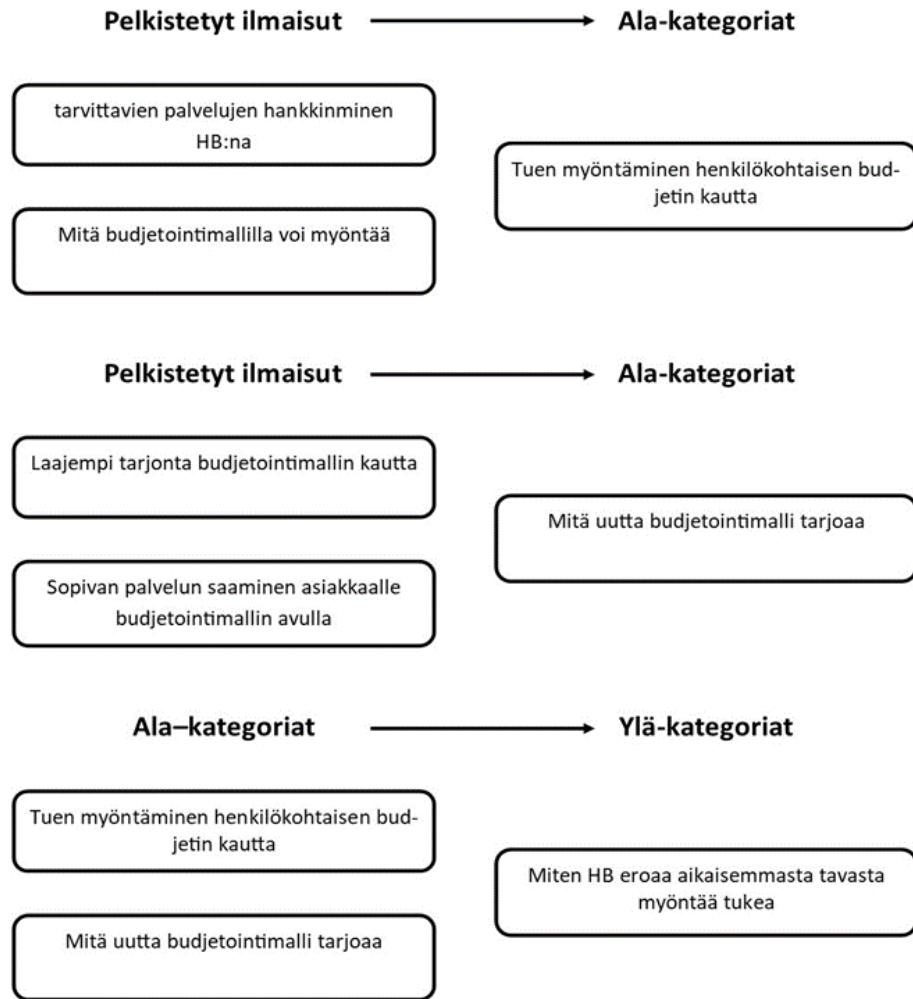 Pelkistetyt ilmaisut
Ala-kategoriat
tarvittavien palvelujen hankkinminen
HB:na
Mitä budjetointimallilla voi myöntää
Tuen myöntäminen henkilökohtaisen bud-
jetin kautta
Pelkistetyt ilmaisut
Ala-kategoriat
Laajempi tarjonta budjetointimallin kautta
Sopivan palvelun saaminen asiakkaalle
budjetointimallin avulla
Mitä uutta budjetointimalli tarjoaa
Ala–kategoriat
Ylä-kategoriat
Tuen myöntäminen henkilökohtaisen bud-
jetin kautta
Mitä uutta budjetointimalli tarjoaa
Miten HB eroaa aikaisemmasta tavasta
myöntää tukea